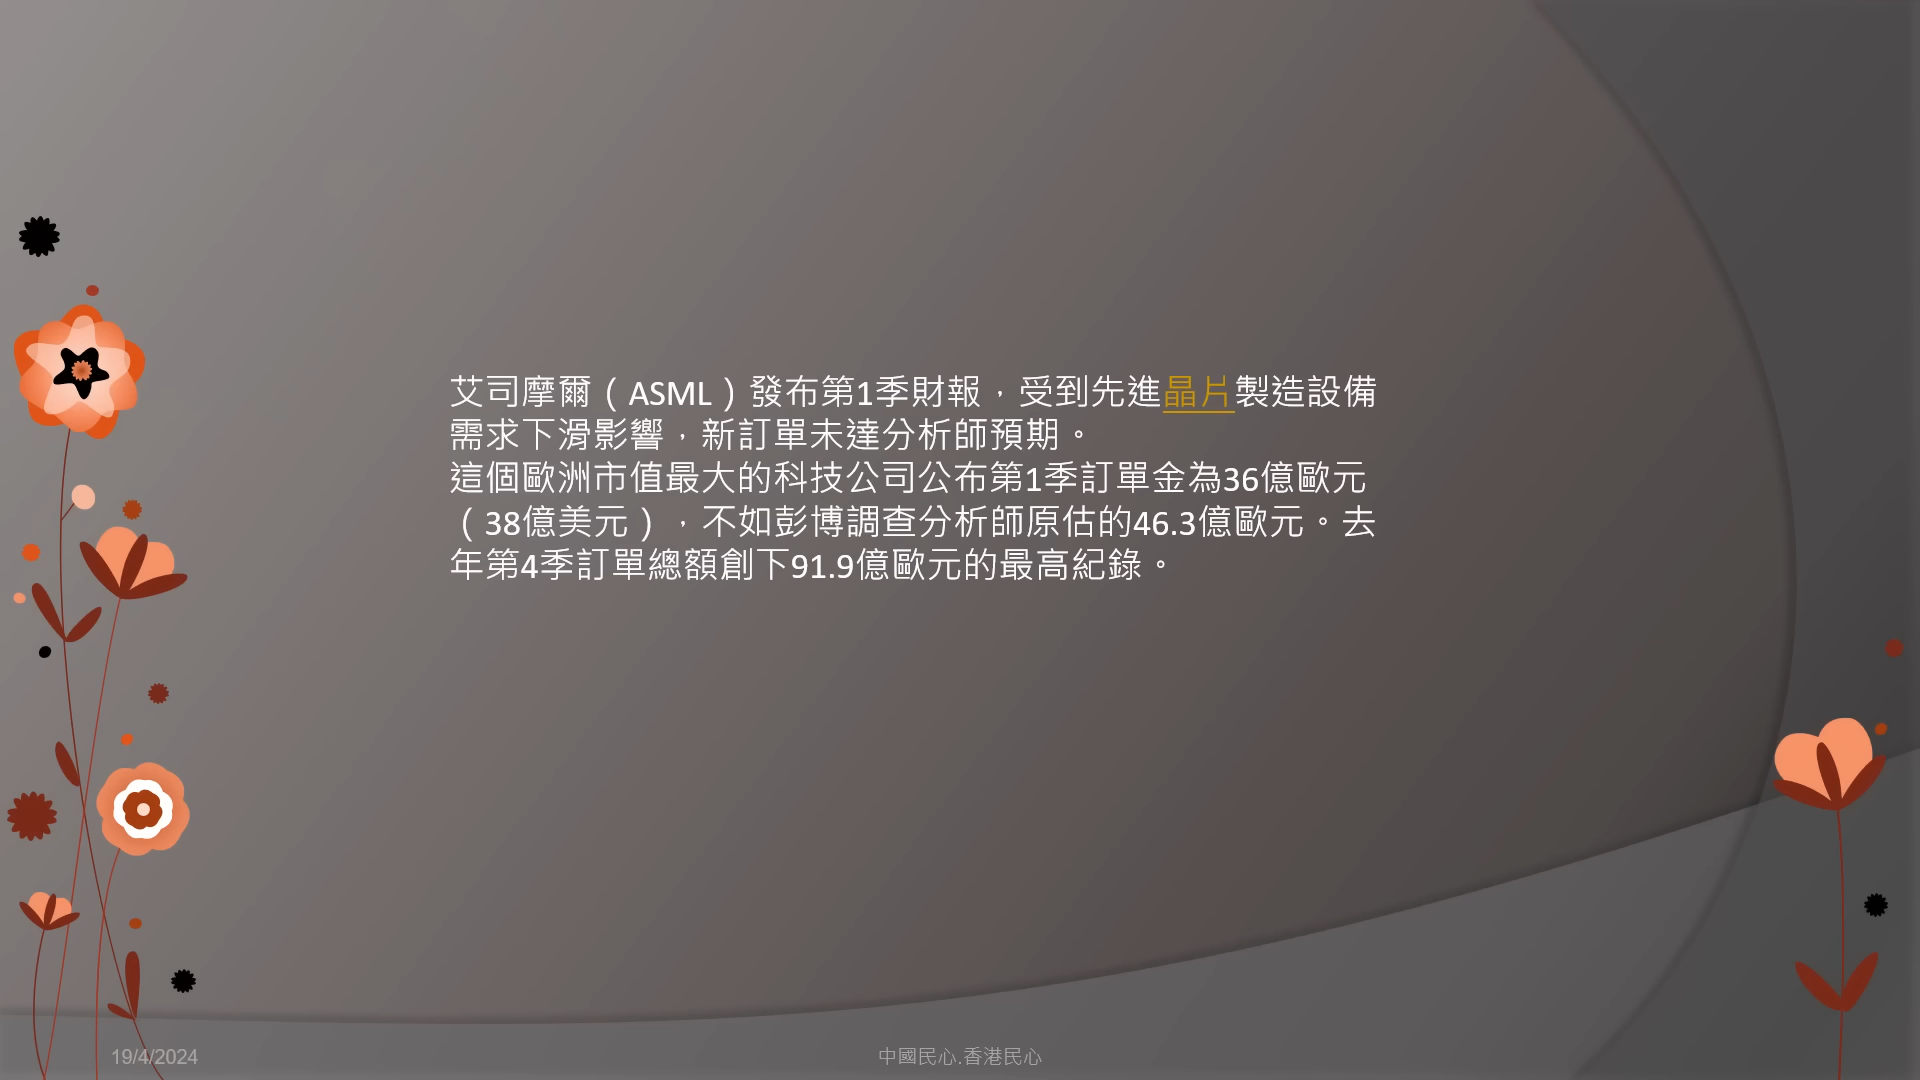 艾司摩爾（ASML）發布第1季財報，受到先進晶片製造設備
需求下滑影響，新訂單未達分析師預期。
這個歐洲市值最大的科技公司公布第1季訂單金為36億歐元
（38億美元），不如彭博調查分析師原估的46.3億歐元。去
年第4季訂單總額創下91.9億歐元的最高紀錄。
19/4/2024
中國民心.香港民心